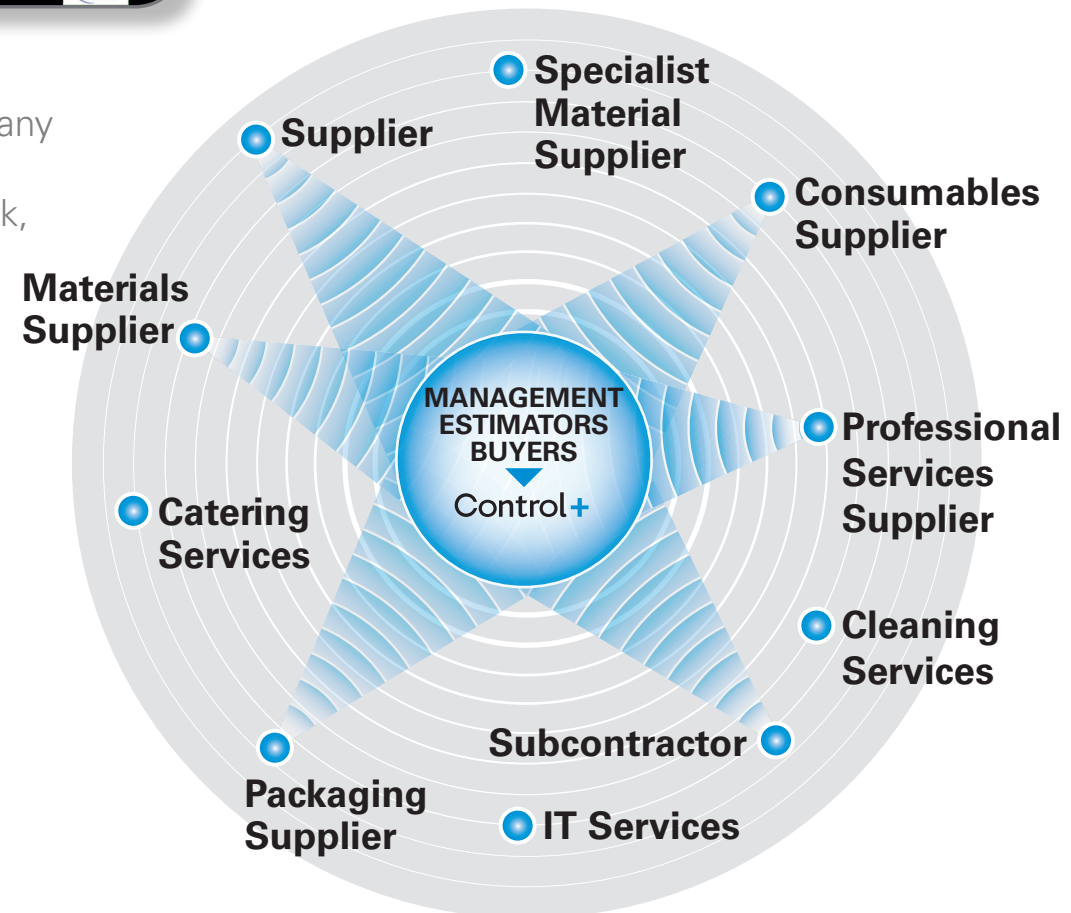 any
k,
Specialist
Material
Supplier
Supplier
Consumables
Supplier
Materials
Supplier
MANAGEMENT
ESTIMATORS
BUYERS
Control+
Professional
Services
Supplier
Catering
Services
Cleaning
Services
Subcontractor
Packaging
Supplier
IT Services